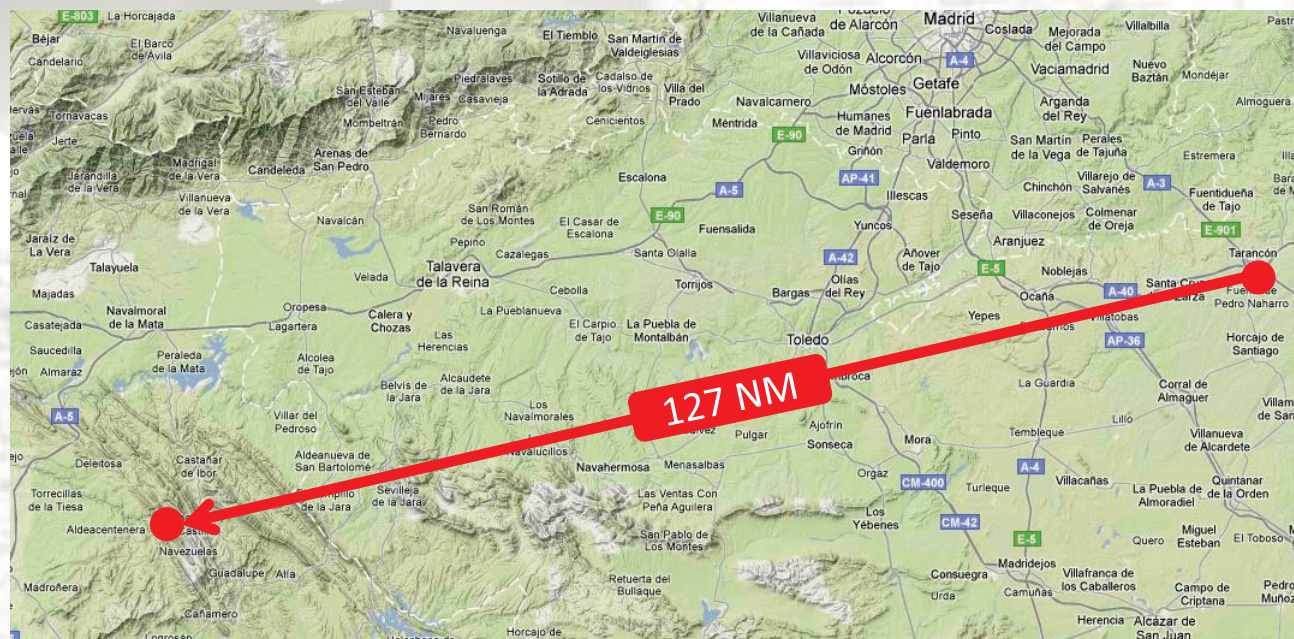 E-803
La Horcajada
Navaluenga
El Tiemblo
San Martín de
Valdeiglesias
Villanueva
de la Cañada
de Alarcón
Madrid
Coslada
Mejorada
del Campo
Villalbilla
Béjar
Candelario
El Barco
de Ávila
Villaviciosa
de Odón
Alcorcón
A-4
Vaciamadrid
Nuevo
Baztán
Mondéjar
San Esteban
del Valle
Piedralaves
Mijares
Casavieja
Sotillo de
la Adrada
Cadalso de
los Vidrios
Villa del
Prado
Móstoles
Getafe
Navalcarnero
Fuenlabrada
Arganda
del Rey
Almoguera
Tornavacas
Jerte
Mombeltrán
Pedro
Bernardo
Cenicientos
Méntrida
E-90
Humanes
de Madrid
Parla
Pinto
Griñón
San Martín
de la Vega
Perales
de Tajuña
Valdemoro
Estremera
Jarandilla
de la Vera
Madrigal
de la Vera
Candeleda
Arenas de
San Pedro
Escalona
A-5
AP-41
Illescas
Chinchón
Villarejo de
Salvanés
A-3
Fuentidueña
de Tajo
Villanueva
de la Vera
Navalcán
San Román
de Los Montes
El Casar de
Escalona
E-90
Fuensalida
Yuncos
Seseña
Villaconejos
Colmenar
de Oreja
E-901
Jaraíz de
La Vera
Talayuela
Pepino
Cazalegas
Santa Olalla
A-42
Añover
de Tajo
Aranjuez
Tarancón
Velada
Talavera
de la Reina
Cebolla
Torrijos
Bargas
Olías
del Rey
E-5
Noblejas
Ocaña
A-40
Santa Cruz
Pedro Naharro
Majadas
Navalmoral
de la Mata
Oropesa
Lagartera
Calera y
Chozas
La Pueblanueva
El Carpio
de Tajo
La Puebla de
Montalbán
Toledo
Yepes
Villatobas
AP-36
Horcajo de
Santiago
Casatejada
Saucedilla
Almaraz
Peraleda
de la Mata
Alcolea
de Tajo
Las
Herencias
Belvís de
la Jara
Alcaudete
de la Jara
127 NM
La Guardia
Corral de
Almaguer
A-5
Villar del
Pedroso
Los
Navalmorales
Navalucillos
Pulgar
Ajofrín
Sonseca
Mora
Tembleque
Lillo
Villanueva
de Alcardete
Deleitosa
Castañar
de Ibor
Aldeanueva de
San Bartolomé
Navahermosa
Menasalbas
Orgaz
CM-400
A-4
Villacañas
Quintanar
de la Orden
La Puebla de
Almoradiel
Torrecillas
de la Tiesa
Sevilleja
de la Jara
de la Jara
Las Ventas Con
Peña Aguilera
Turleque
Los
Yébenes
CM-42
Aldeacentenera
Navezuelas
San Pablo de
Los Montes
E-5
Quero
Miguel
Esteban
El Toboso
Madroñera
Guadalupe
Alía
Retuerta del
Bullaque
Consuegra
Urda
Madridejos
Camuñas
Villafranca de
los Caballeros
Campo de
Criptana
Cañamero
Logrosán
Horcajo de
Herencia
Alcázar de
San Juan